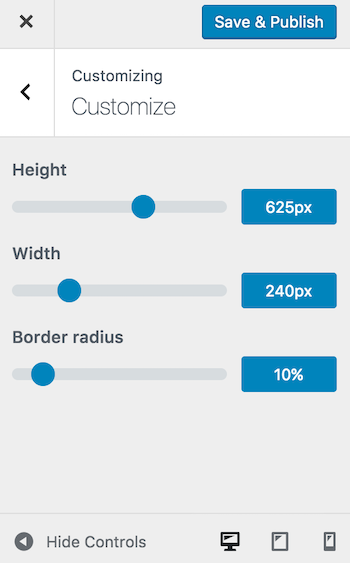 Save & Publish
Customizing
Customize
Height
625px
Width
240px
Border radius
10%
Hide Controls